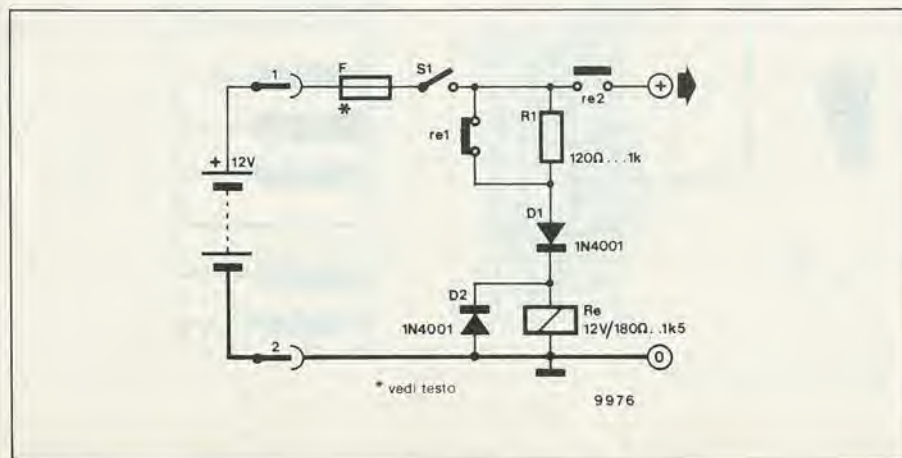 1
F
S1
*
re2
+
re1
R1
120Ω...1k
+ 12V
D1
1N4001
D2
1N4001
Re
12V/180Ω..1k5
2
0
* vedi testo
9976